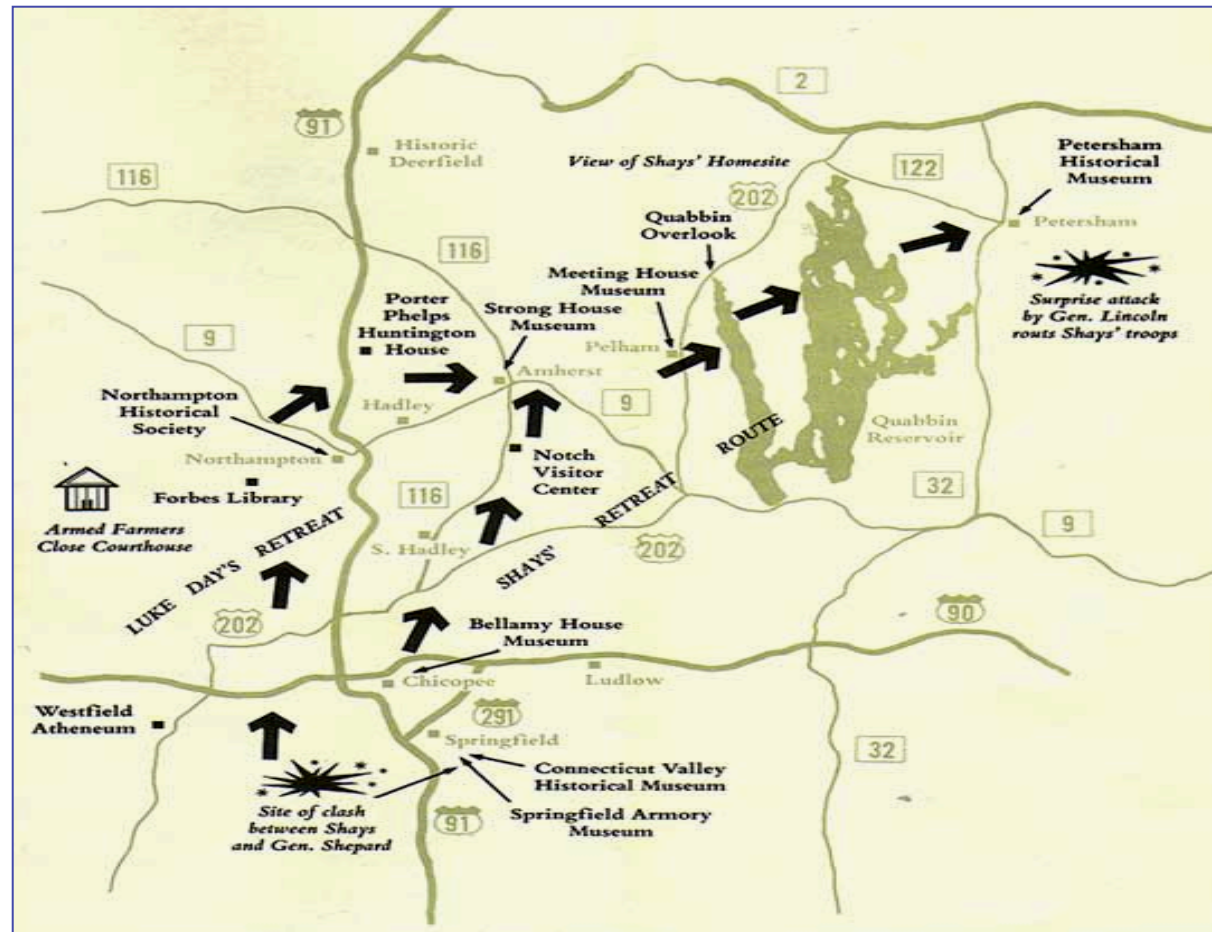 2
91
Historic
Deerfield
View of Shays' Homesite
122
Petersham
Historical
Museum
116
202
Quabbin
Overlook
Petersham
116
Meeting House
Museum
Porter
Phelps
Huntington
House
Strong House
Museum
Surprise attack
by Gen. Lincoln
routs Shays' troops
9
Pelham
Amherst
Northampton
Historical
Society
Hadley
9
ROUTE
Quabbin
Reservoir
Northampton
Notch
Visitor
Center
Forbes Library
116
32
RETREAT
Armed Farmers
Close Courthouse
9
S. Hadley
202
LUKE DAY'S RETREAT
SHAYS'
202
90
Bellamy House
Museum
Chicopee
Ludlow
Westfield
Atheneum
291
Springfield
32
Connecticut Valley
Historical Museum
Site of clash
between Shays
and Gen. Shepard
91
Springfield Armory
Museum